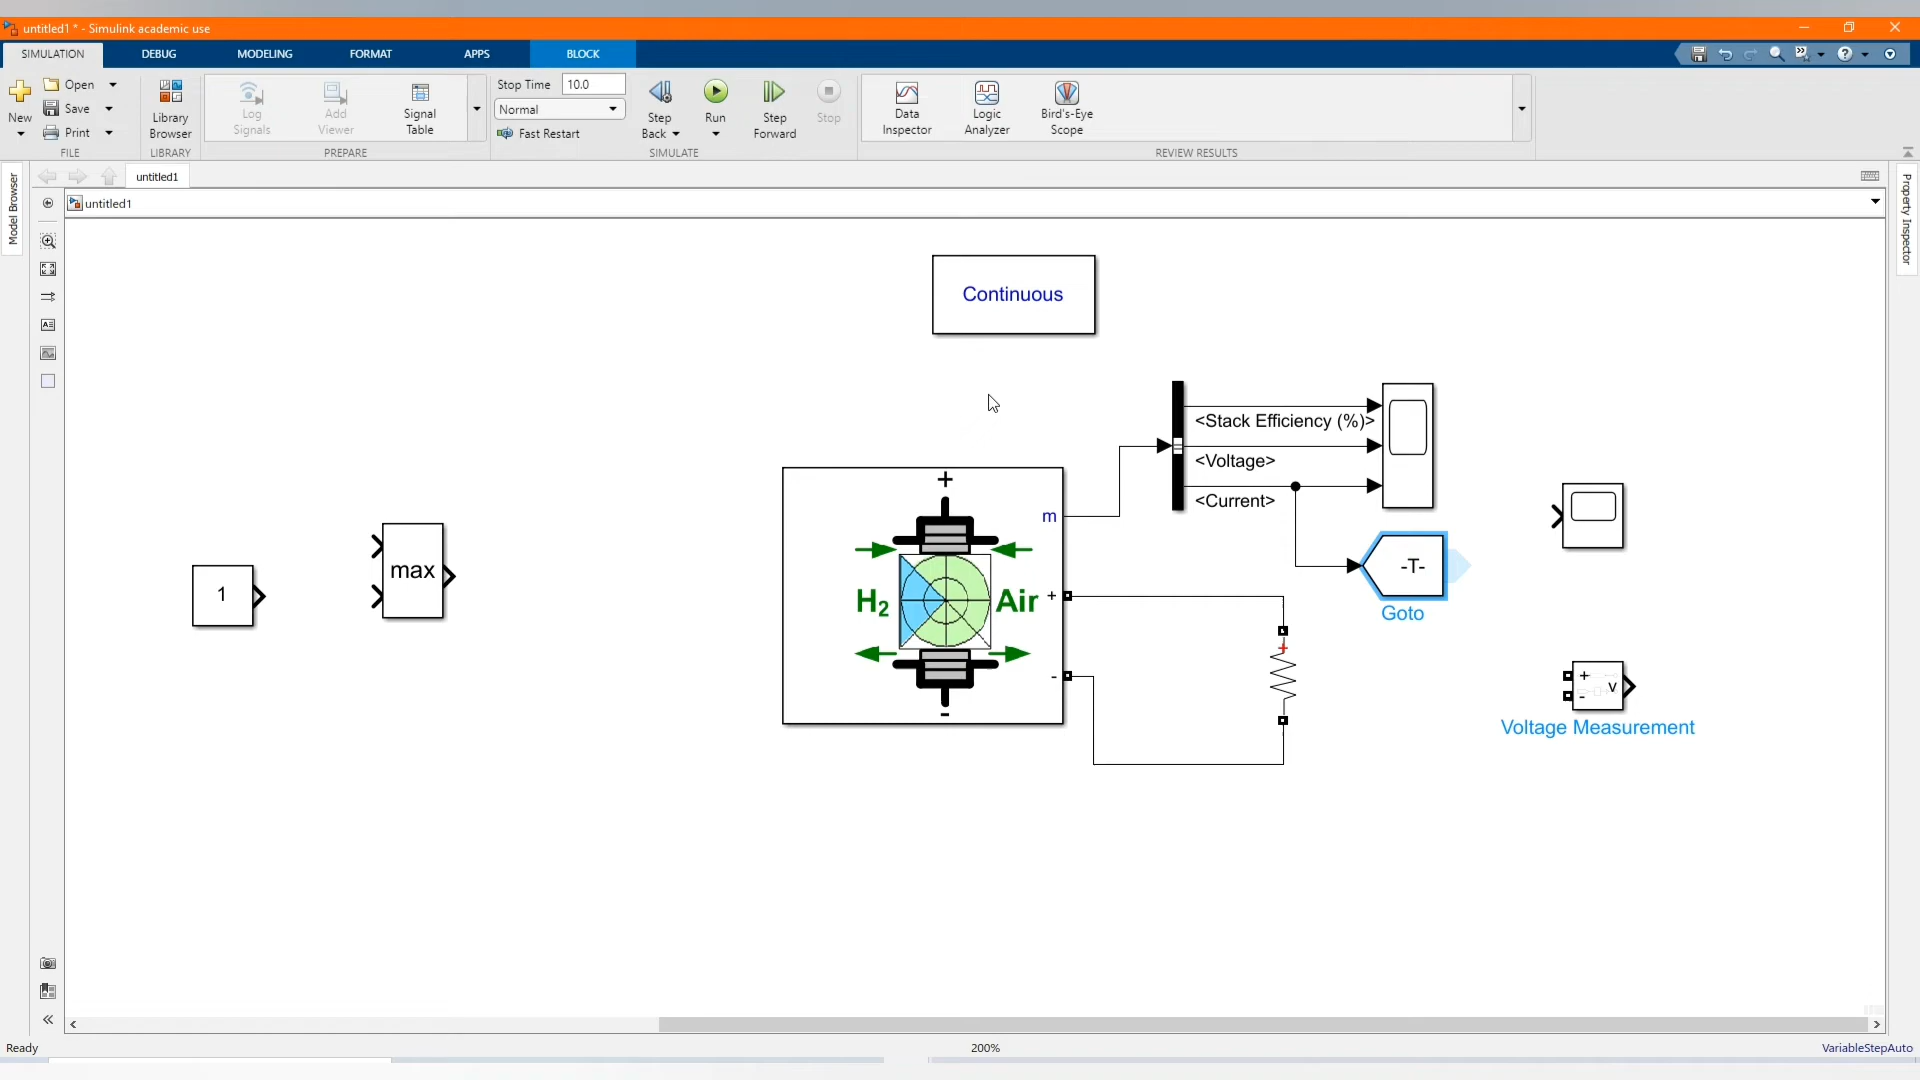 untitled1 * - Simulink academic use
SIMULATION DEBUG MODELING FORMAT APPS BLOCK
New
Open
Save
Print
FILE
Library
Browser
LIBRARY
Log
Signals
Add
Viewer
Signal
Table
PREPARE
Stop Time 10.0
Normal
Fast Restart
Step
Back
Run
Step
Forward
Stop
SIMULATE
Data
Inspector
Logic
Analyzer
Bird's-Eye
Scope
REVIEW RESULTS
Model Browser
untitled1
untitled1
Property Inspector
Continuous
<Stack Efficiency (%)>
<Voltage>
<Current>
+
m
-T-
Goto
1
max
H2
Air
+
-
-
+
+
-
v
Voltage Measurement
Ready
200%
VariableStepAuto